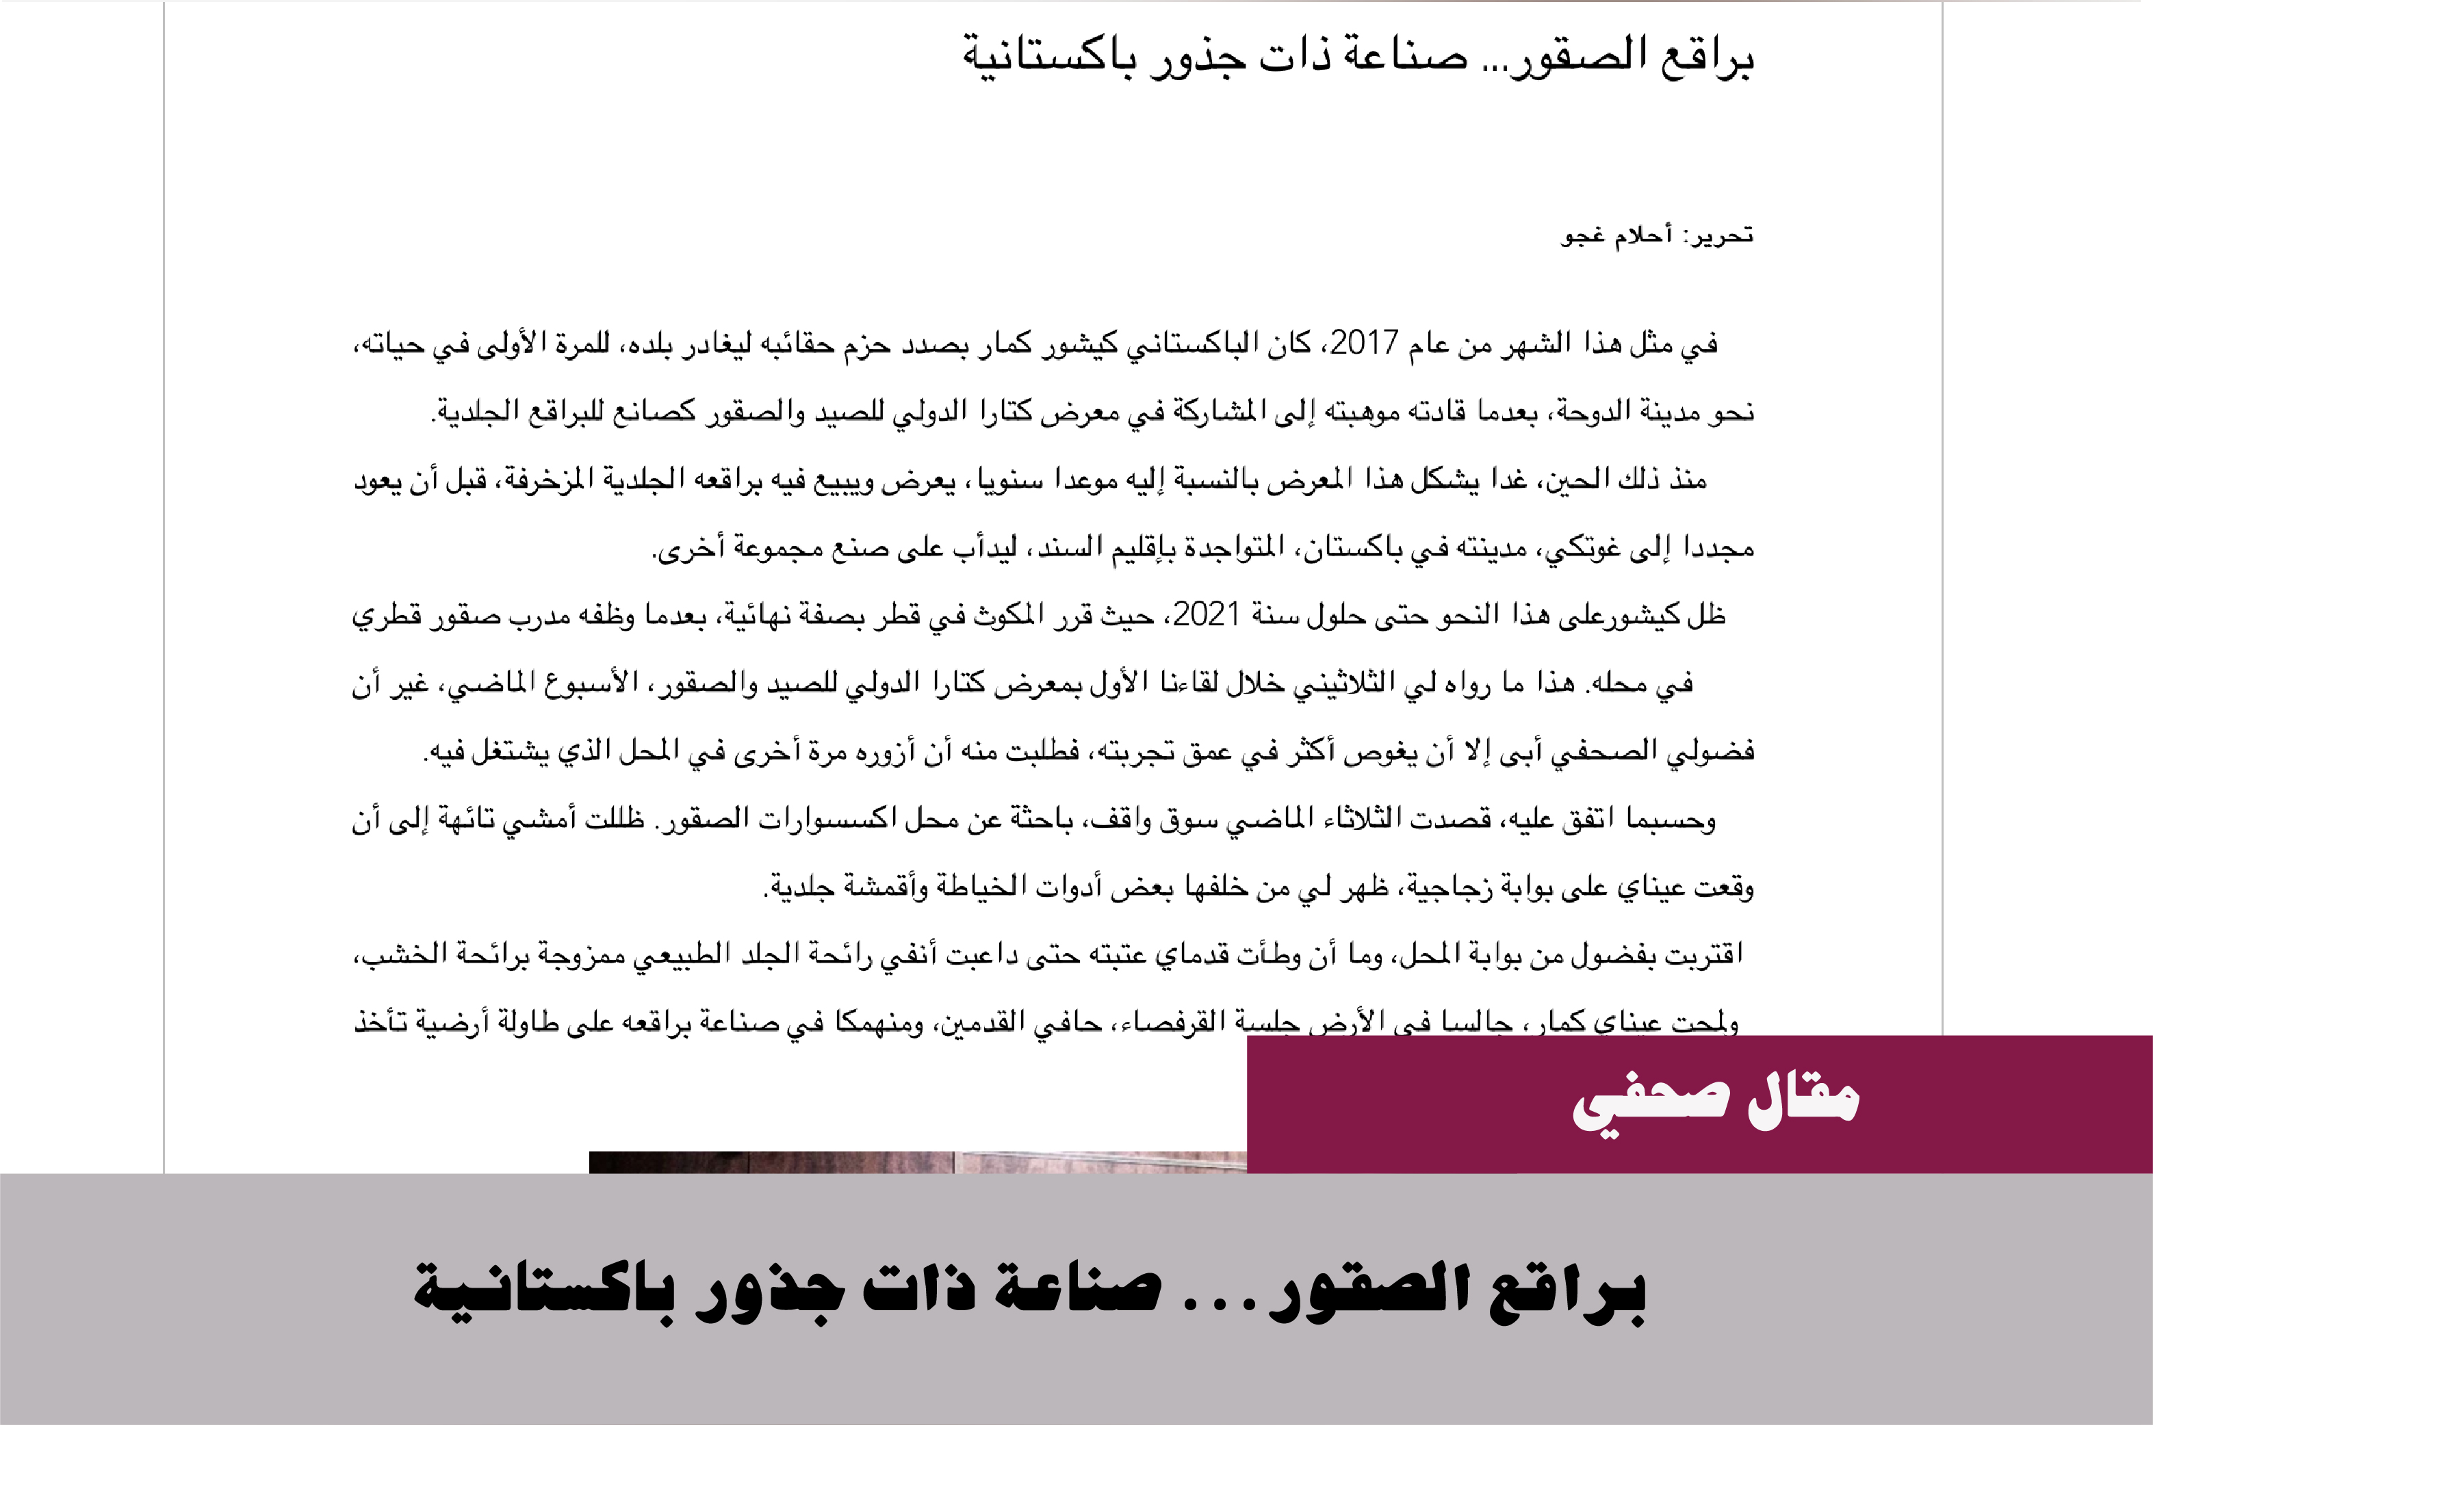 براقع الصقور... صناعة ذات جذور باكستانية
تحرير: أحلام غجو
في مثل هذا الشهر من عام 2017، كان الباكستاني كيشور كمار بصدد حزم حقائبه ليغادر بلده، للمرة الأولى في حياته،
نحو مدينة الدوحة، بعدما قادته موهبته إلى المشاركة في معرض كتارا الدولي للصيد والصقور كصانع للبراقع الجلدية.
منذ ذلك الحين، غدا يشكل هذا المعرض بالنسبة إليه موعدا سنويا، يعرض ويبيع فيه براقعه الجلدية المزخرفة، قبل أن يعود
مجددا إلى غوتكي، مدينته في باكستان، المتواجدة بإقليم السند، ليدأب على صنع مجموعة أخرى.
ظل كيشورعلى هذا النحو حتى حلول سنة 2021، حيث قرر المكوث في قطر بصفة نهائية، بعدما وظفه مدرب صقور قطري
في محله. هذا ما رواه لي الثلاثيني خلال لقاءنا الأول بمعرض كتارا الدولي للصيد والصقور، الأسبوع الماضي، غير أن
فضولي الصحفي أبى إلا أن يغوص أكثر في عمق تجربته، فطلبت منه أن أزوره مرة أخرى في المحل الذي يشتغل فيه.
وحسبما اتفق عليه، قصدت الثلاثاء الماضي سوق واقف، باحثة عن محل اكسسوارات الصقور. ظللت أمشي تائهة إلى أن
وقعت عيناي على بوابة زجاجية، ظهر لي من خلفها بعض أدوات الخياطة وأقمشة جلدية.
اقتربت بفضول من بوابة المحل، وما أن وطأت قدماي عتبته حتى داعبت أنفي رائحة الجلد الطبيعي ممزوجة برائحة الخشب،
ولمحت عيناي كمار، جالسا في الأرض جلسة القرفصاء، حافي القدمين، ومنهمكا في صناعة براقعه على طاولة أرضية تأخذ
مقال صحفي
براقع الصقور... صناعة ذات جذور باكستانية